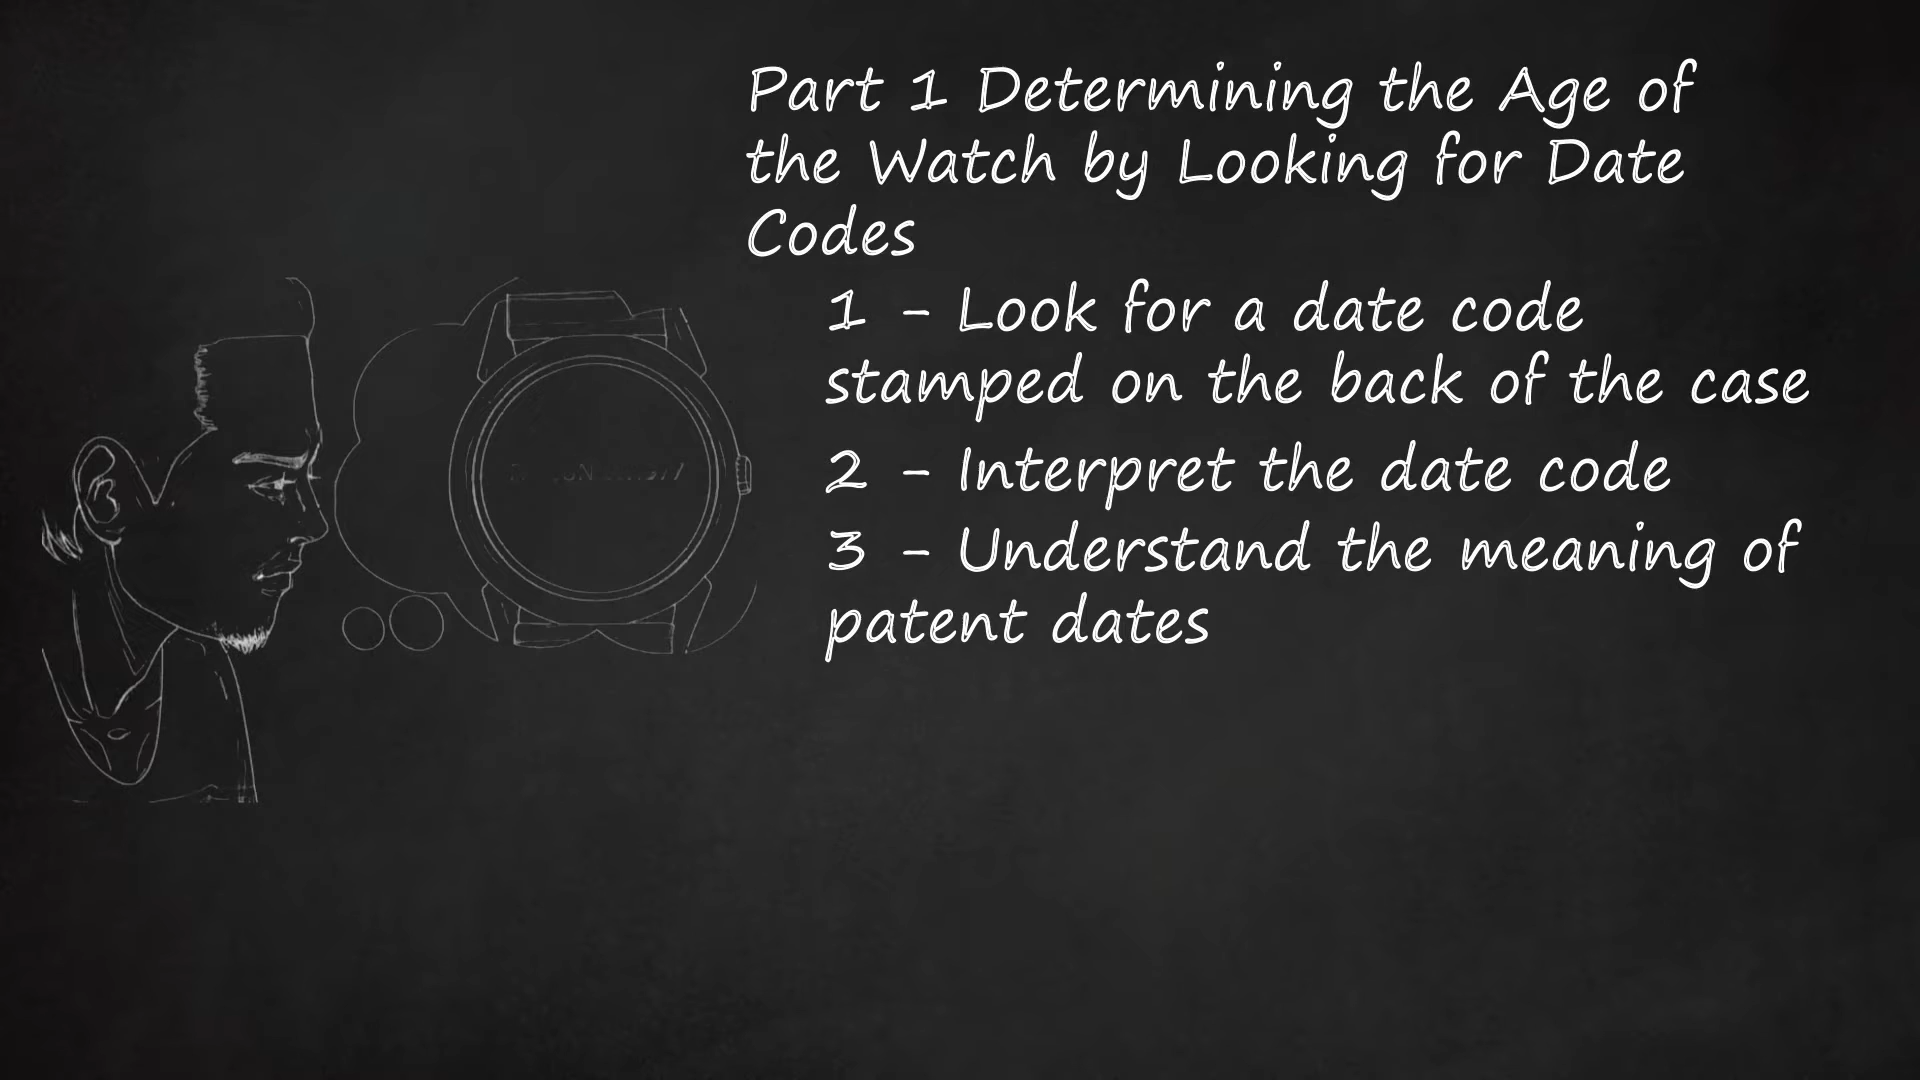 Part 1 Determining the Age of
the Watch by Looking for Date
Codes
1 - Look for a date code
stamped on the back of the case
2 - Interpret the date code
3 - Understand the meaning of
patent dates